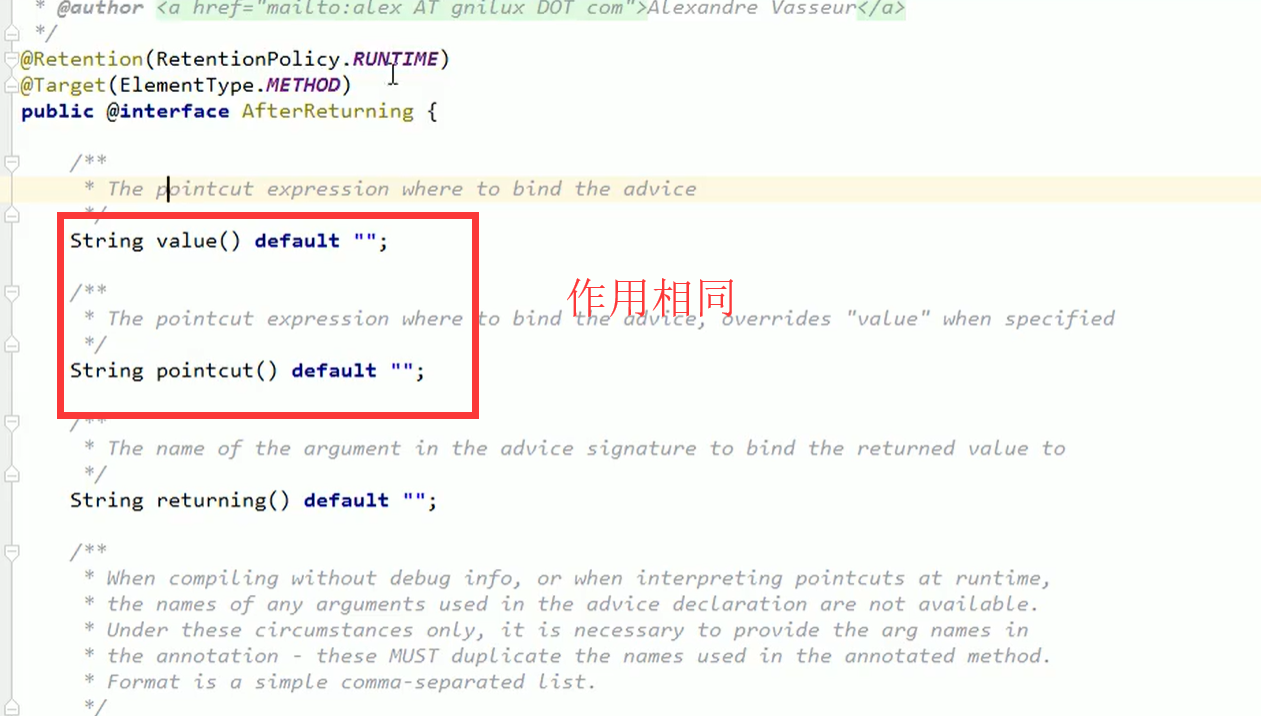 * @author <a href="mailto:alex AT gnilux DOT com">Alexandre Vasseur</a>
*/
@Retention(RetentionPolicy.RUNTIME)
@Target(ElementType.METHOD)
public @interface AfterReturning {
/**
* The pointcut expression where to bind the advice
*/
String value() default "";
/**
作用相同
* The pointcut expression where to bind the advice, overrides "value" when specified
*/
String pointcut() default "";
/**
* The name of the argument in the advice signature to bind the returned value to
*/
String returning() default "";
/**
* When compiling without debug info, or when interpreting pointcuts at runtime,
* the names of any arguments used in the advice declaration are not available.
* Under these circumstances only, it is necessary to provide the arg names in
* the annotation - these MUST duplicate the names used in the annotated method.
* Format is a simple comma-separated list.
*/